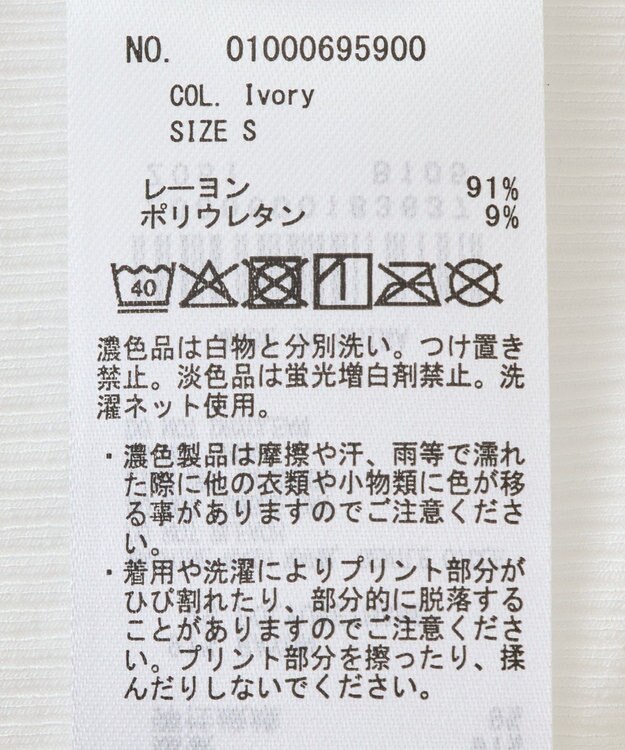 NO. 01000695900
COL. Ivory
SIZE S
レーヨン 91%
ポリウレタン 9%
40
濃色品は白物と分別洗い。つけ置き
禁止。淡色品は蛍光増白剤禁止。洗
濯ネット使用。
・濃色製品は摩擦や汗、雨等で濡れ
た際に他の衣類や小物類に色が移
る事がありますのでご注意くださ
い。
・着用や洗濯によりプリント部分が
ひび割れたり、部分的に脱落する
ことがありますのでご注意くださ
い。プリント部分を擦ったり、揉
んだりしないでください。